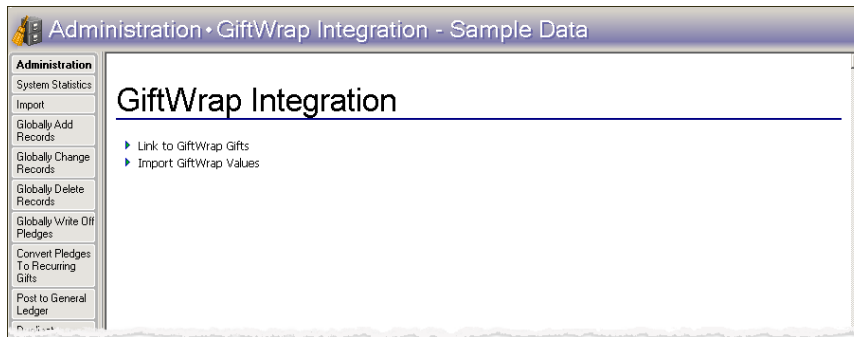 Administration • GiftWrap Integration - Sample Data
Administration
System Statistics
Import
Globally Add
Records
Globally Change
Records
Globally Delete
Records
Globally Write Off
Pledges
Convert Pledges
To Recurring
Gifts
Post to General
Ledger
GiftWrap Integration
Link to GiftWrap Gifts
Import GiftWrap Values